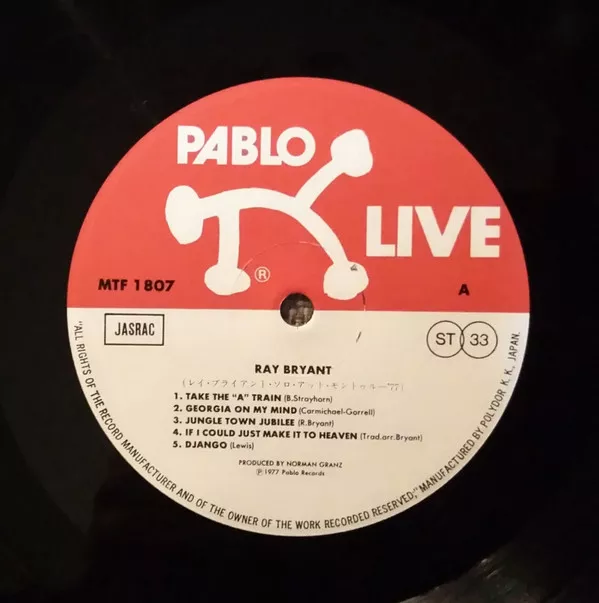 PABLO
LIVE
®
MTF 1807
A
JASRAC
ST 33
RAY BRYANT
(レイ・ブライアント・ソロ・アット・モントゥルー'77)
1. TAKE THE "A" TRAIN (B.Strayhorn)
2. GEORGIA ON MY MIND (Carmichael-Gorrell)
3. JUNGLE TOWN JUBILEE (R.Bryant)
4. IF I COULD JUST MAKE IT TO HEAVEN (Trad.arr.Bryant)
5. DJANGO (Lewis)
PRODUCED BY NORMAN GRANZ
Ⓟ 1977 Pablo Records
"ALL RIGHTS OF THE RECORD MANUFACTURER AND OF THE OWNER OF THE WORK RECORDED RESERVED;" MANUFACTURED BY POLYDOR K. K., JAPAN.